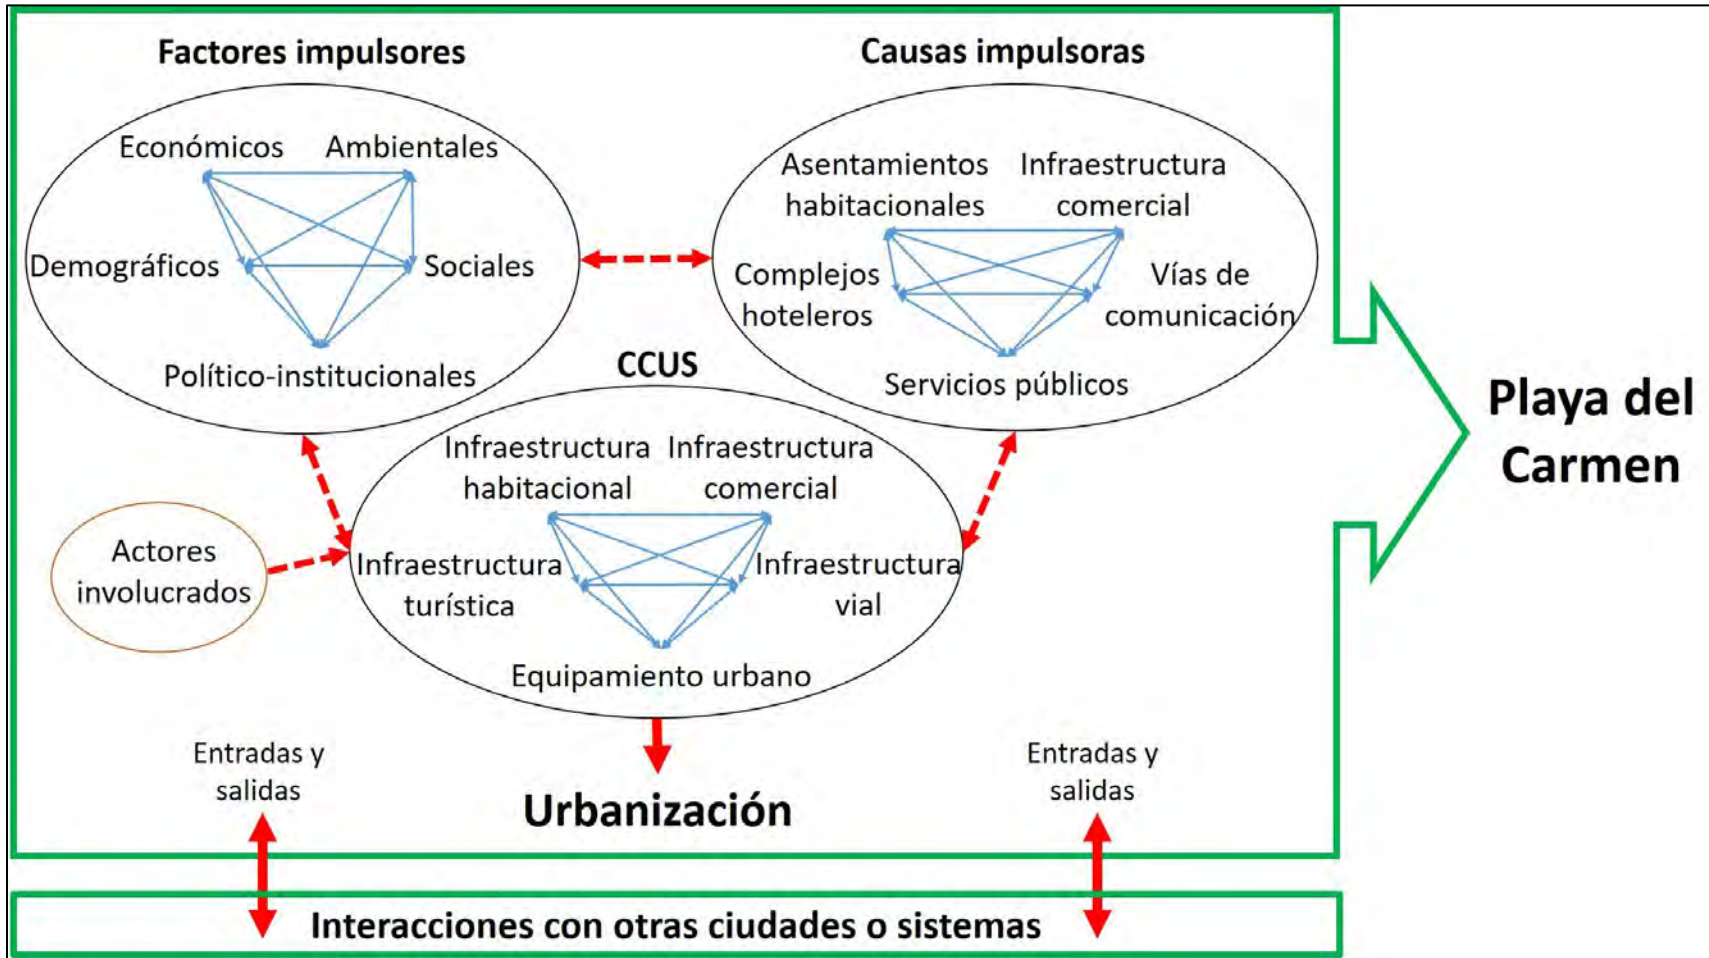 Factores impulsores
Económicos
Ambientales
Demográficos
Sociales
Político-institucionales
Causas impulsoras
Asentamientos
habitacionales
Infraestructura
comercial
Complejos
hoteleros
Vías de
comunicación
Servicios públicos
CCUS
Infraestructura
habitacional
Infraestructura
comercial
Infraestructura
turística
Infraestructura
vial
Equipamiento urbano
Actores
involucrados
Entradas y
salidas
Urbanización
Entradas y
salidas
Interacciones con otras ciudades o sistemas
Playa del
Carmen